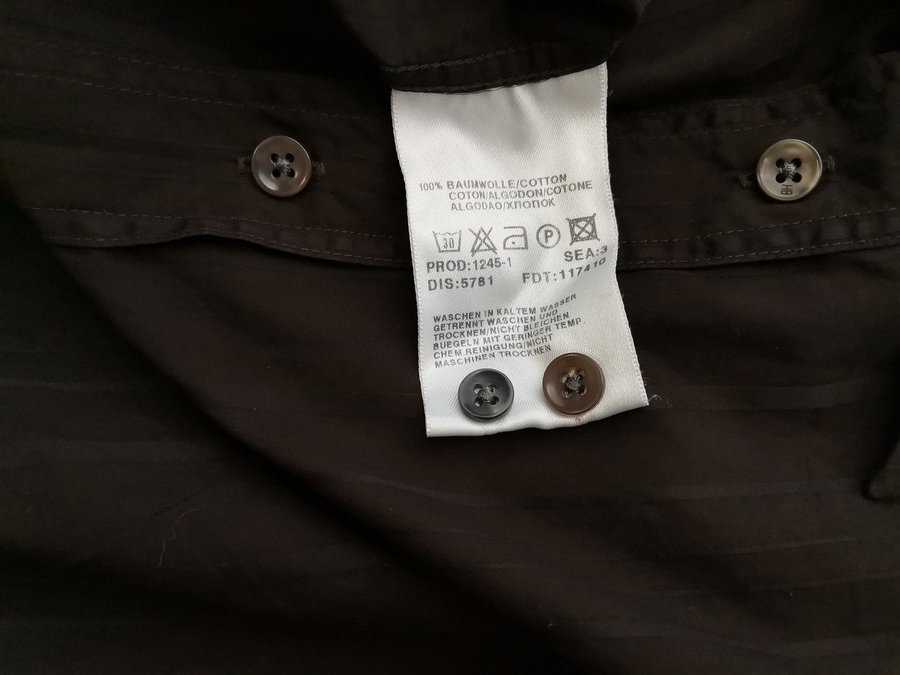 100% BAUMWOLLE/COTTON
COTON/ALGODON/COTONE
ALGODAO/ХЛОПОК
30 P
PROD:1245-1 SEA:3
DIS:5781 FDT:117410
WASCHEN IN KALTEM WASSER
GETRENNT WASCHEN UND
TROCKNEN/NICHT BLEICHEN
BUEGELN MIT GERINGER TEMP.
CHEM.REINIGUNG/NICHT
MASCHINEN TROCKNEN